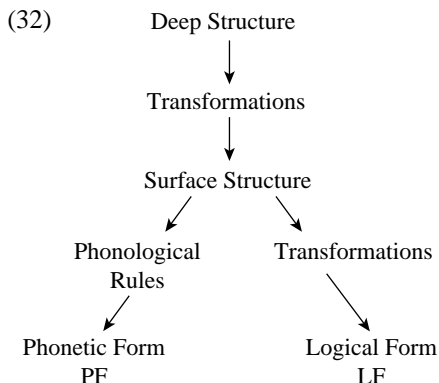 (32) Deep Structure
Transformations
Surface Structure
Phonological Transformations
Rules
Phonetic Form Logical Form
PF LF